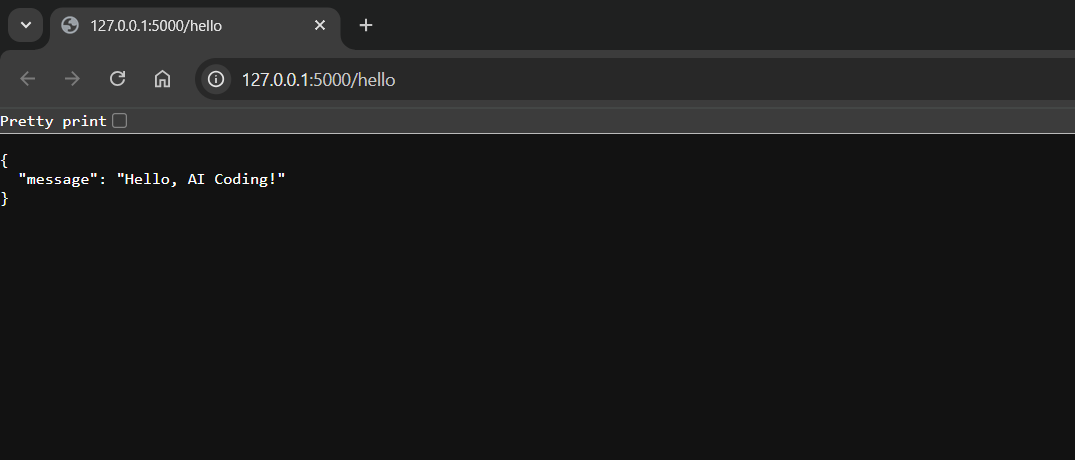 127.0.0.1:5000/hello
127.0.0.1:5000/hello
Pretty print
{
  "message": "Hello, AI Coding!"
}